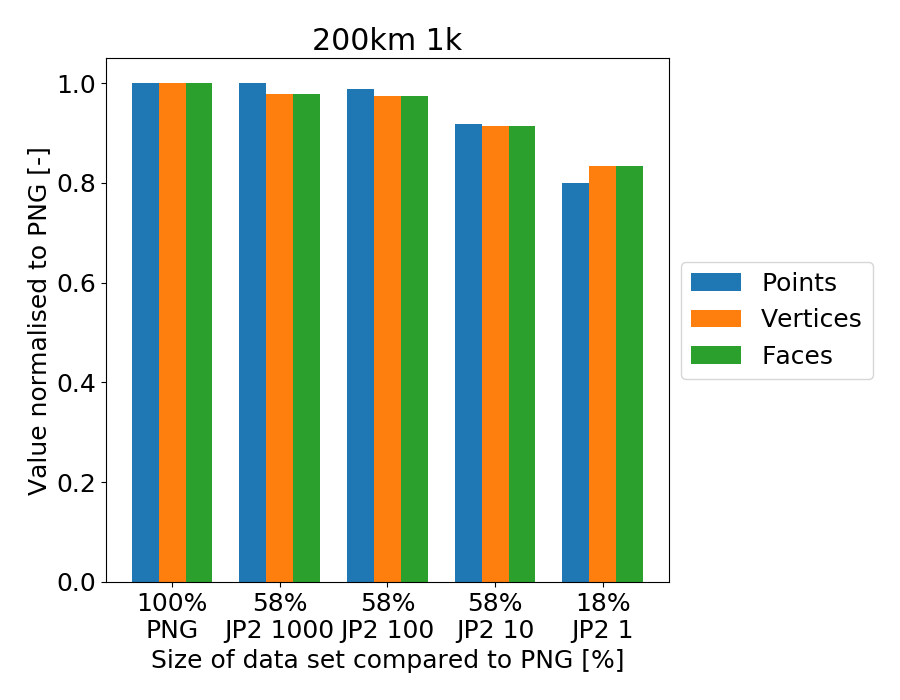 200km 1k
Value normalised to PNG [-]
1.0
0.8
0.6
0.4
0.2
0.0
100% 58% 58% 58% 18%
PNG JP2 1000 JP2 100 JP2 10 JP2 1
Size of data set compared to PNG [%]
Points
Vertices
Faces